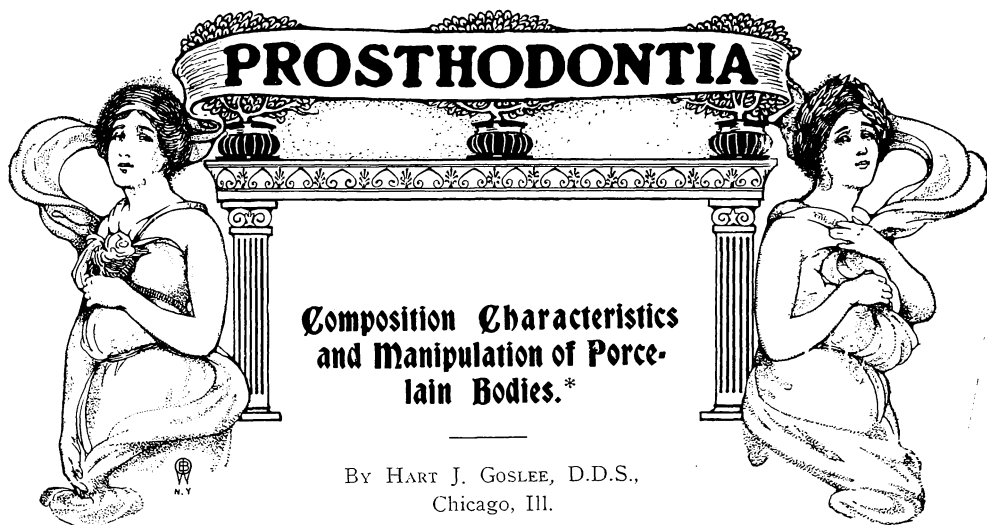 PROSTHODONTIA
Composition Characteristics
and Manipulation of Porce-
lain Bodies.*
By Hart J. Goslee, D.D.S.,
Chicago, Ill.
N.Y